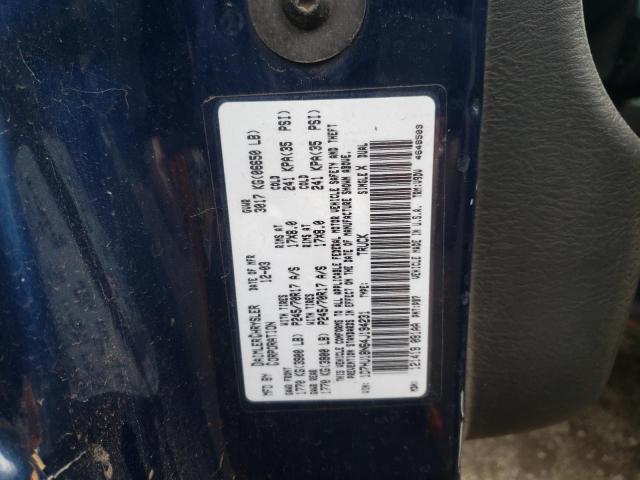 MFD BY DAIMLERCHRYSLER CORPORATION DATE OF MFR 12-03 GVWR 3017 KG(06650 LB)
GAWR FRONT WITH TIRES RIMS AT COLD
1770 KG(3900 LB) P245/70R17 A/S 17X8.0 241 KPA(35 PSI)
GAWR REAR WITH TIRES RIMS AT COLD
1770 KG(3900 LB) P245/70R17 A/S 17X8.0 241 KPA(35 PSI)
THIS VEHICLE CONFORMS TO ALL APPLICABLE FEDERAL MOTOR VEHICLE SAFETY AND THEFT
PREVENTION STANDARDS IN EFFECT ON THE DATE OF MANUFACTURE SHOWN ABOVE.
VIN: TYPE: TRUCK SINGLE X DUAL
MDH: PNT: VEHICLE MADE IN U.S.A. 4648503